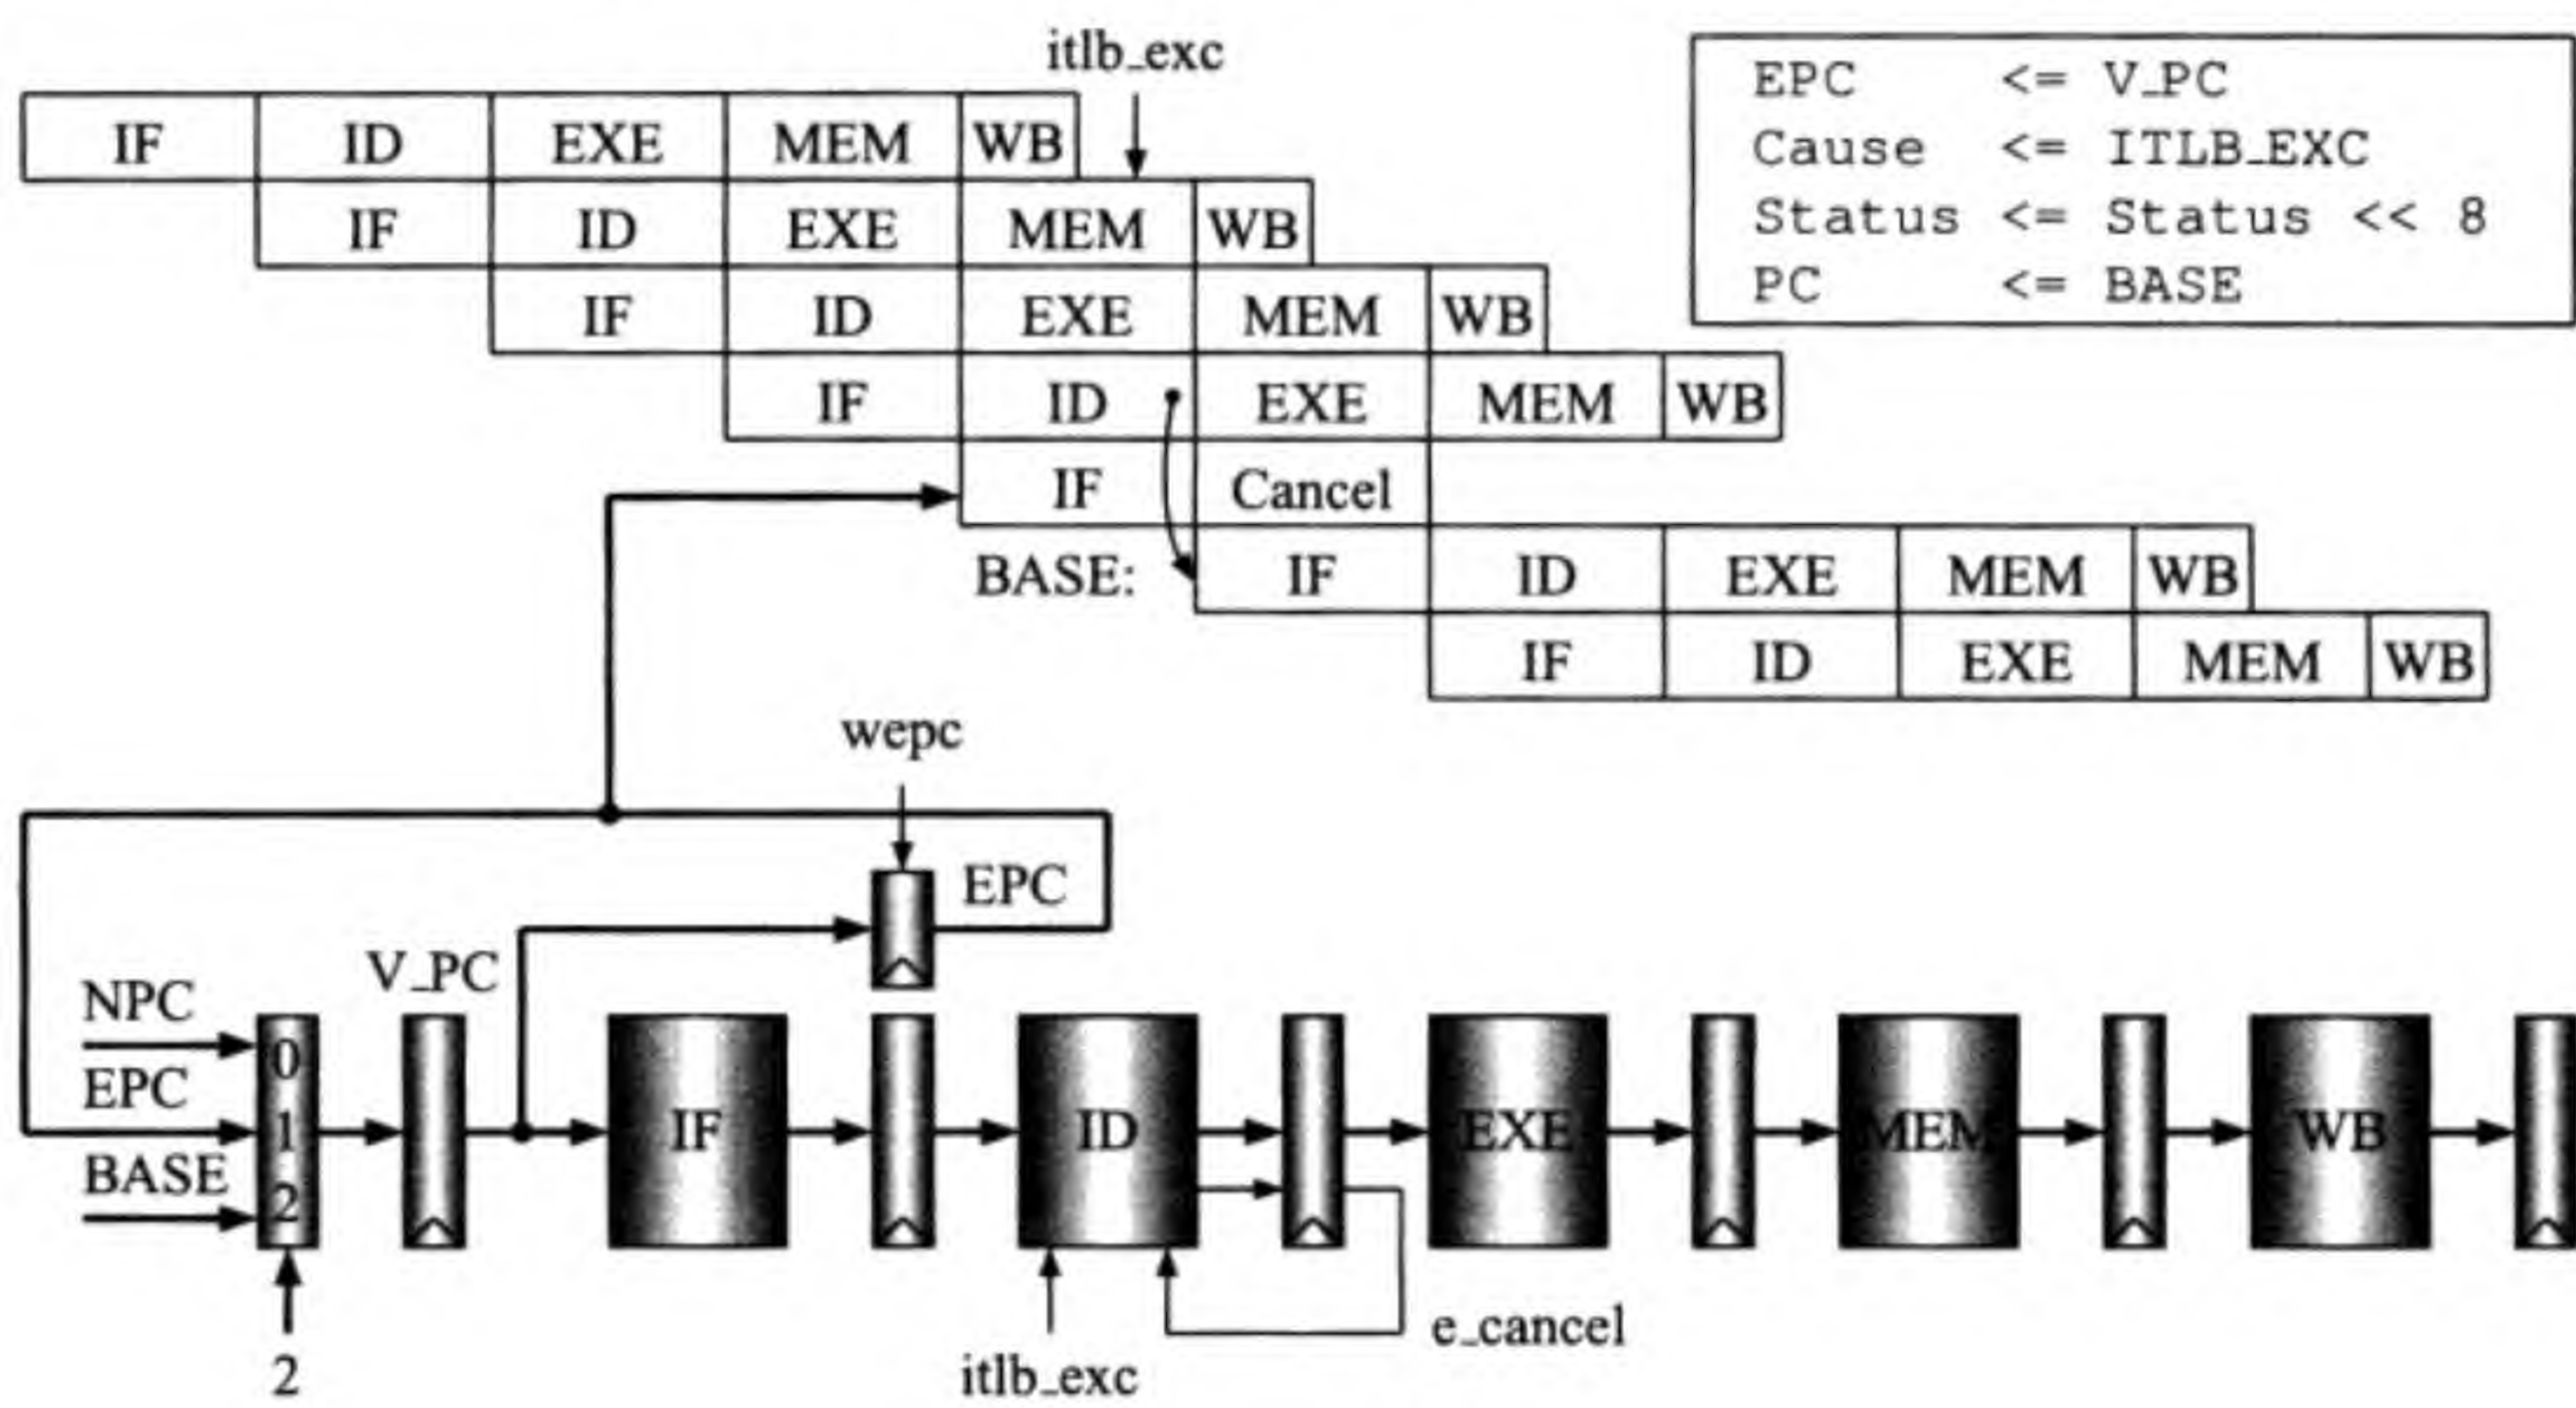 itlb_exc
EPC <= V_PC
Cause <= ITLB_EXC
Status <= Status << 8
PC <= BASE
IF ID EXE MEM WB
IF ID EXE MEM WB
IF ID EXE MEM WB
IF ID EXE MEM WB
IF Cancel
BASE: IF ID EXE MEM WB
IF ID EXE MEM WB
wepc
EPC
V_PC
NPC
EPC
BASE
0
1
2
IF ID EXE MEM WB
e_cancel
2
itlb_exc